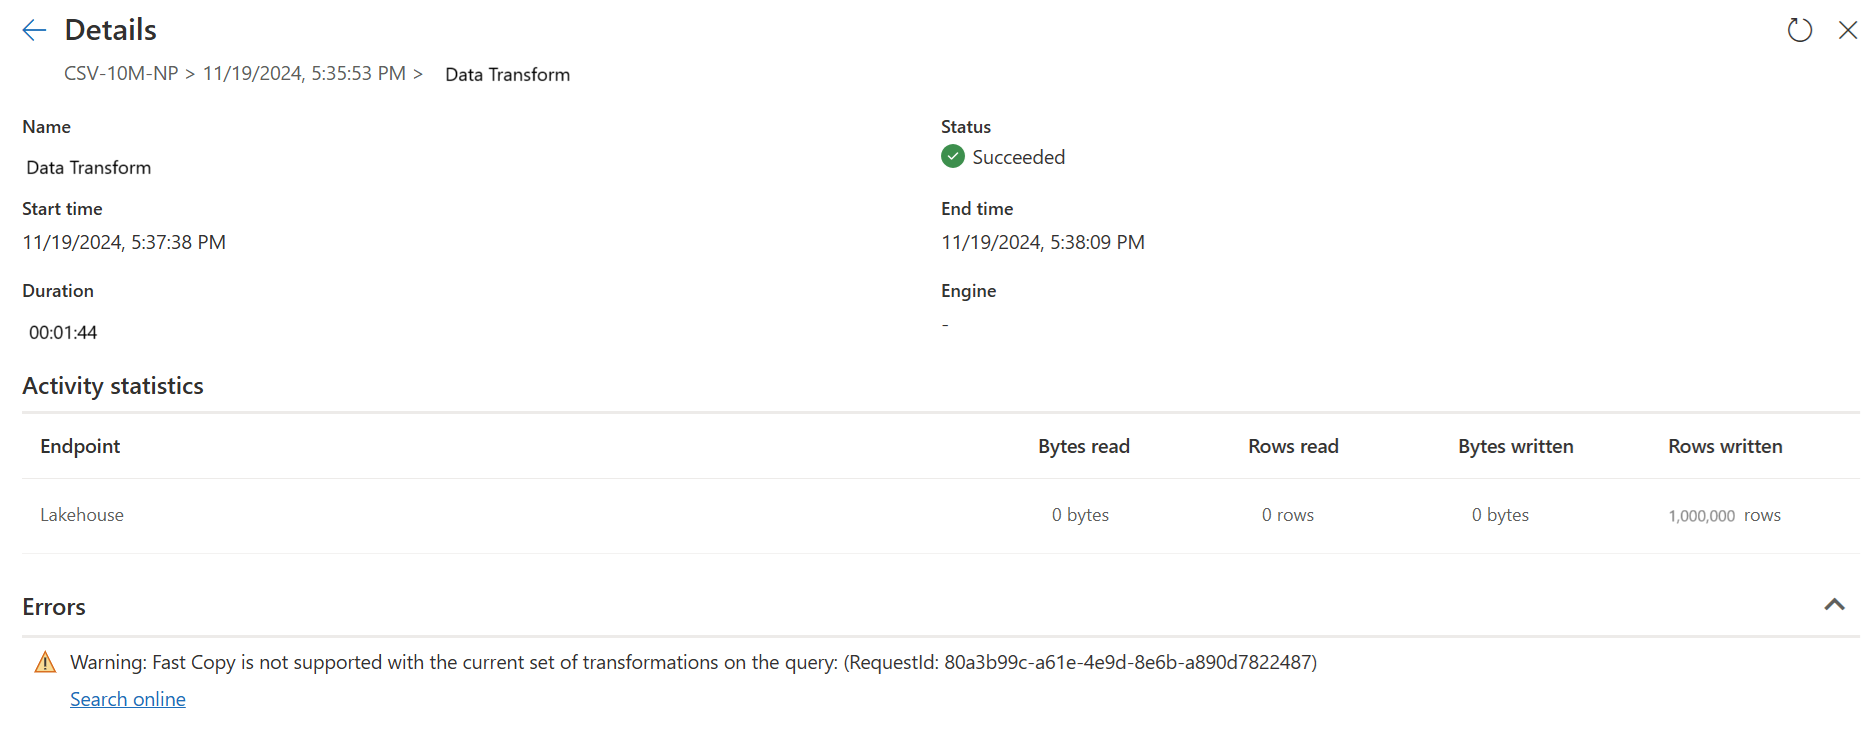 Details
CSV-10M-NP > 11/19/2024, 5:35:53 PM > Data Transform
Name
Status
Data Transform
Succeeded
Start time
End time
11/19/2024, 5:37:38 PM
11/19/2024, 5:38:09 PM
Duration
Engine
00:01:44
-
Activity statistics
Endpoint Bytes read Rows read Bytes written Rows written
Lakehouse 0 bytes 0 rows 0 bytes 1,000,000 rows
Errors
Warning: Fast Copy is not supported with the current set of transformations on the query: (RequestId: 80a3b99c-a61e-4e9d-8e6b-a890d7822487)
Search online